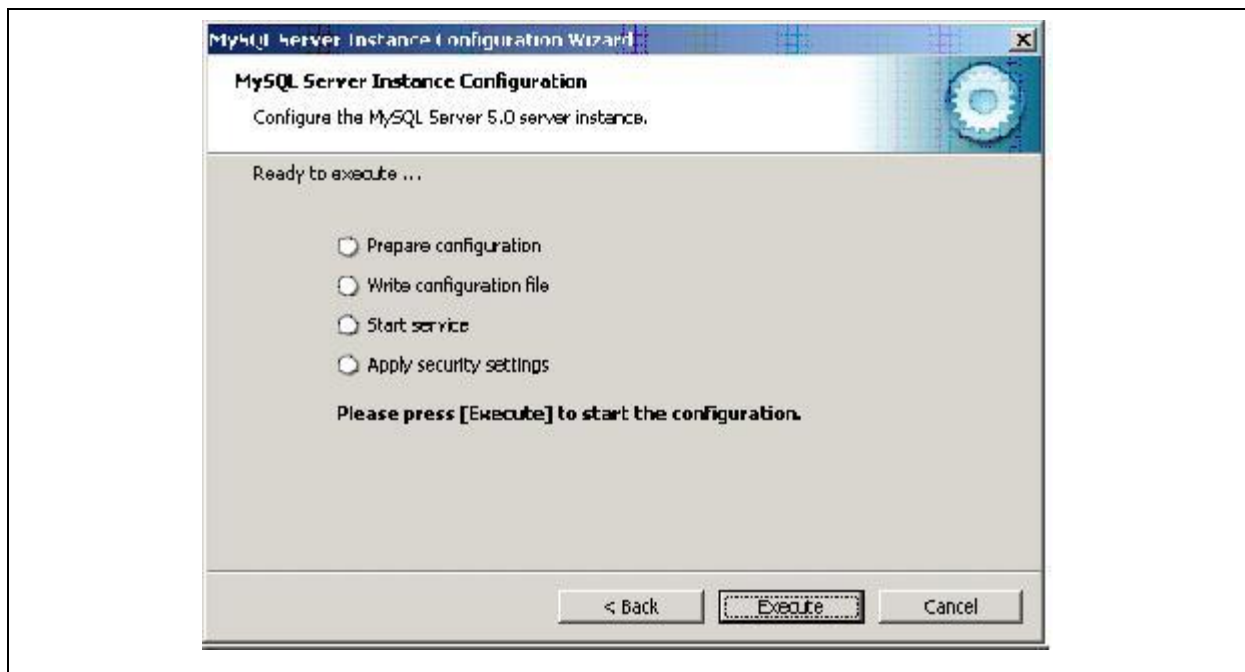 MySQL Server Instance Configuration Wizard
MySQL Server Instance Configuration
Configure the MySQL Server 5.0 server instance.
Ready to execute ...
Prepare configuration
Write configuration file
Start service
Apply security settings
Please press [Execute] to start the configuration.
< Back
Execute
Cancel